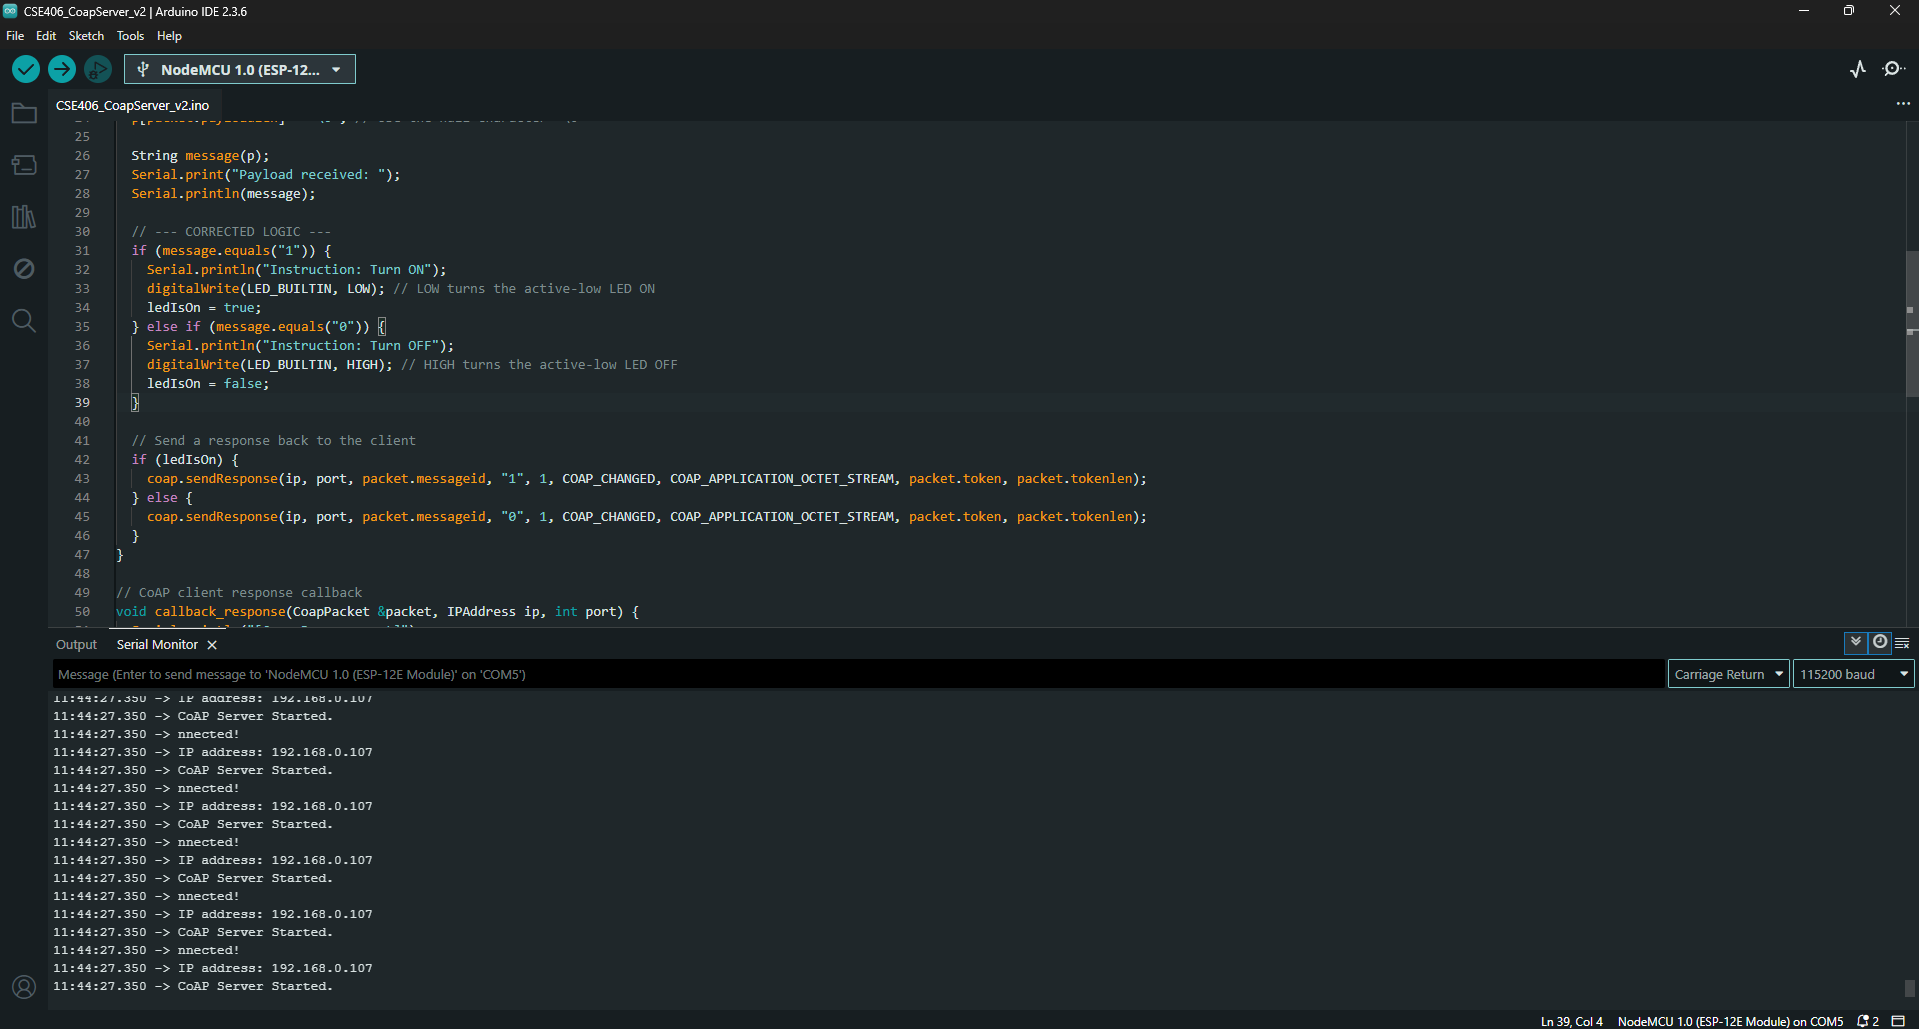 CSE406_CoapServer_v2 | Arduino IDE 2.3.6
File Edit Sketch Tools Help
NodeMCU 1.0 (ESP-12...
CSE406_CoapServer_v2.ino
25
26 String message(p);
27 Serial.print("Payload received: ");
28 Serial.println(message);
29
30 // --- CORRECTED LOGIC ---
31 if (message.equals("1")) {
32 Serial.println("Instruction: Turn ON");
33 digitalWrite(LED_BUILTIN, LOW); // LOW turns the active-low LED ON
34 ledIsOn = true;
35 } else if (message.equals("0")) {
36 Serial.println("Instruction: Turn OFF");
37 digitalWrite(LED_BUILTIN, HIGH); // HIGH turns the active-low LED OFF
38 ledIsOn = false;
39 }
40
41 // Send a response back to the client
42 if (ledIsOn) {
43 coap.sendResponse(ip, port, packet.messageid, "1", 1, COAP_CHANGED, COAP_APPLICATION_OCTET_STREAM, packet.token, packet.tokenlen);
44 } else {
45 coap.sendResponse(ip, port, packet.messageid, "0", 1, COAP_CHANGED, COAP_APPLICATION_OCTET_STREAM, packet.token, packet.tokenlen);
46 }
47 }
48
49 // CoAP client response callback
50 void callback_response(CoapPacket &packet, IPAddress ip, int port) {
Output Serial Monitor
Message (Enter to send message to 'NodeMCU 1.0 (ESP-12E Module)' on 'COM5') Carriage Return 115200 baud
11:44:27.350 -> IP address: 192.168.0.107
11:44:27.350 -> CoAP Server Started.
11:44:27.350 -> nnected!
11:44:27.350 -> IP address: 192.168.0.107
11:44:27.350 -> CoAP Server Started.
11:44:27.350 -> nnected!
11:44:27.350 -> IP address: 192.168.0.107
11:44:27.350 -> CoAP Server Started.
11:44:27.350 -> nnected!
11:44:27.350 -> IP address: 192.168.0.107
11:44:27.350 -> CoAP Server Started.
11:44:27.350 -> nnected!
11:44:27.350 -> IP address: 192.168.0.107
11:44:27.350 -> CoAP Server Started.
11:44:27.350 -> nnected!
11:44:27.350 -> IP address: 192.168.0.107
11:44:27.350 -> CoAP Server Started.
Ln 39, Col 4 NodeMCU 1.0 (ESP-12E Module) on COM5 2